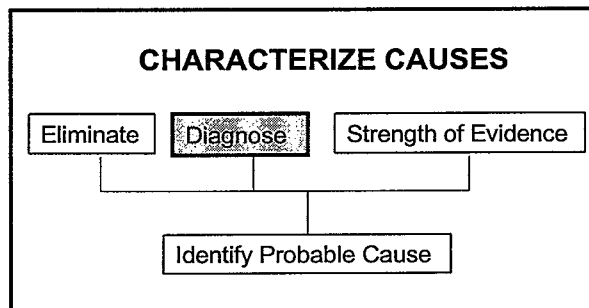 CHARACTERIZE CAUSES
Eliminate
Diagnose
Strength of Evidence
Identify Probable Cause